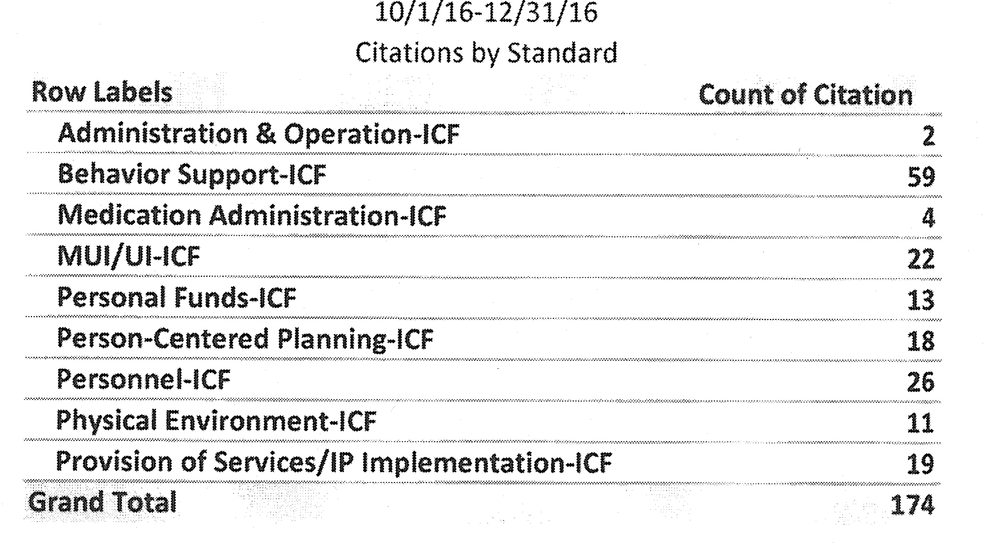 10/1/16-12/31/16
Citations by Standard
Row Labels Count of Citation
Administration & Operation-ICF 2
Behavior Support-ICF 59
Medication Administration-ICF 4
MUI/UI-ICF 22
Personal Funds-ICF 13
Person-Centered Planning-ICF 18
Personnel-ICF 26
Physical Environment-ICF 11
Provision of Services/IP Implementation-ICF 19
Grand Total 174